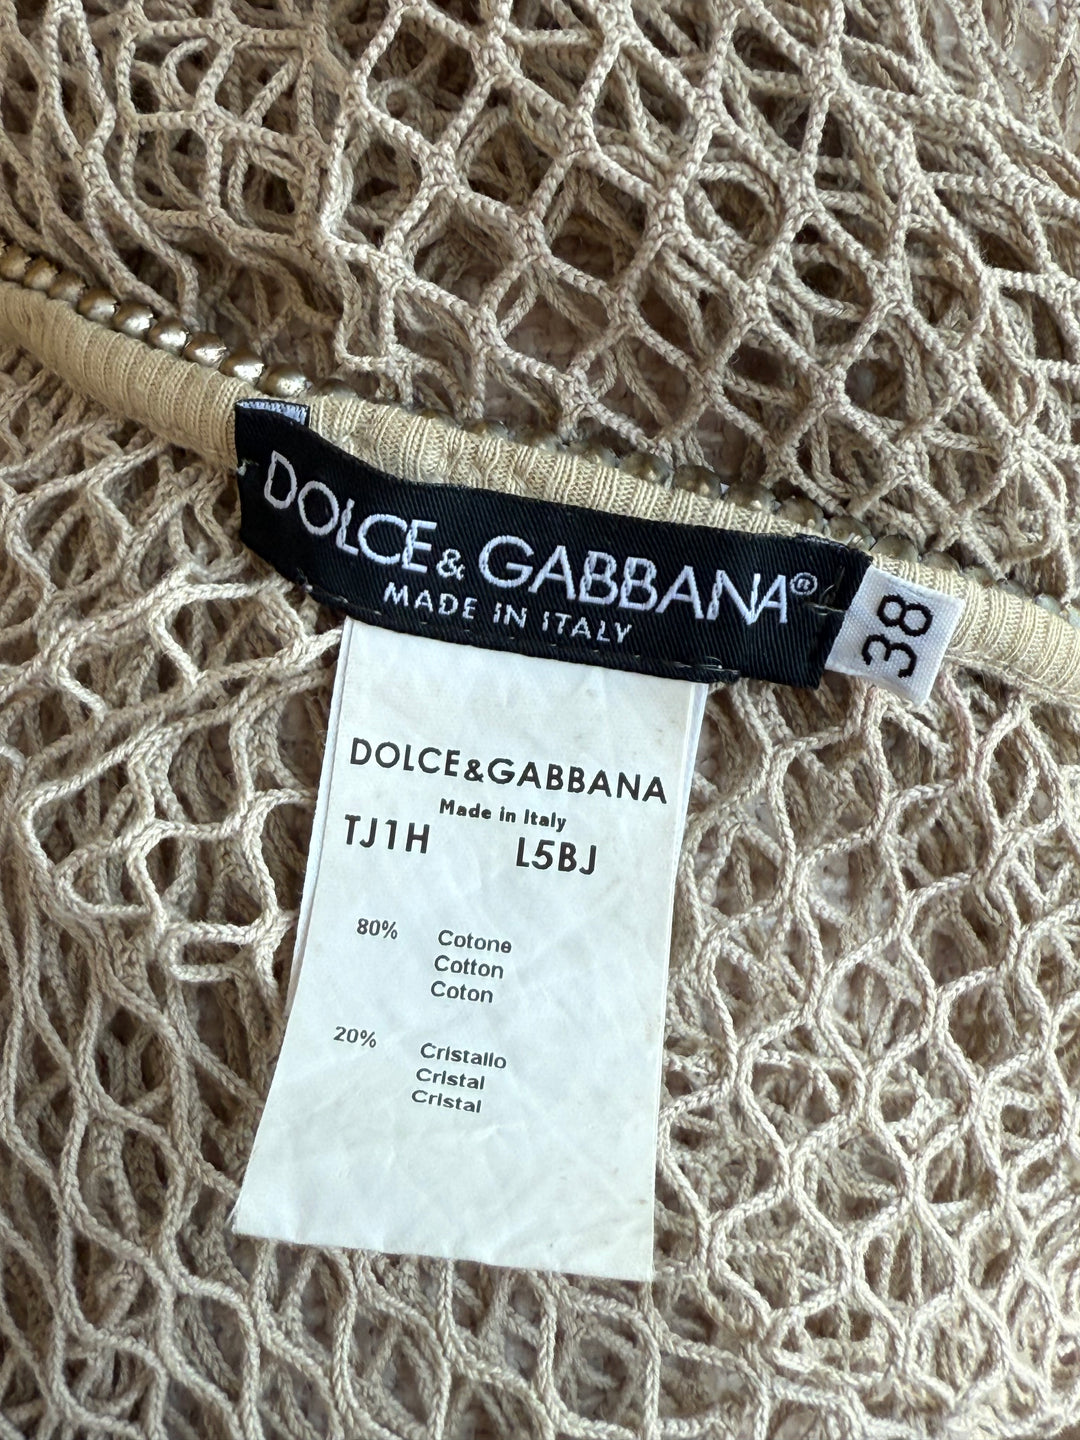 DOLCE & GABBANA®
MADE IN ITALY
38
DOLCE&GABBANA
Made in Italy
TJ1H L5BJ
80% Cotone
Cotton
Coton
20% Cristallo
Cristal
Cristal